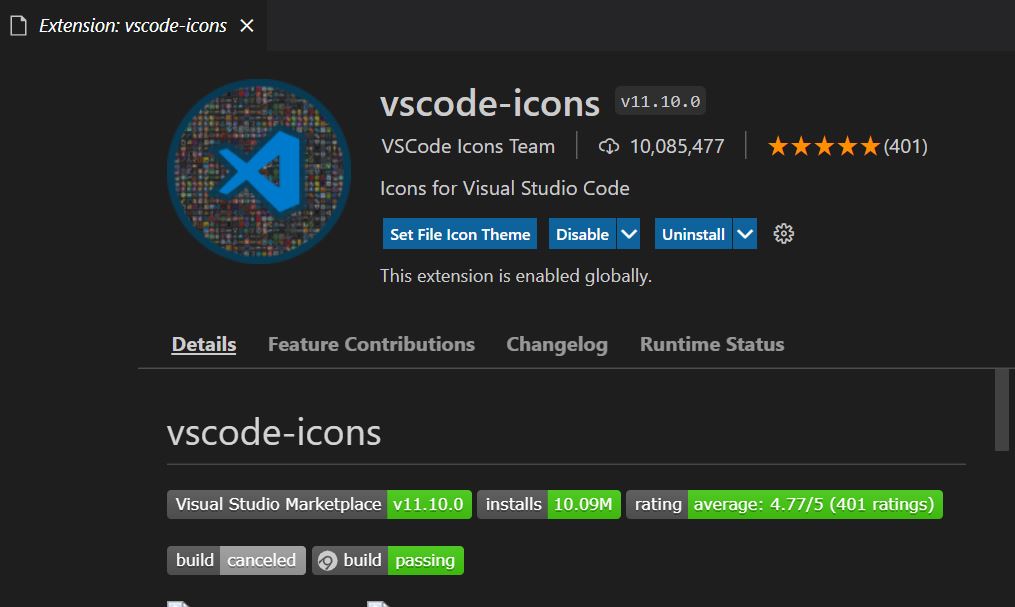 Extension: vscode-icons
vscode-icons v11.10.0
VSCode Icons Team 10,085,477 (401)
Icons for Visual Studio Code
Set File Icon Theme Disable Uninstall
This extension is enabled globally.
Details Feature Contributions Changelog Runtime Status
vscode-icons
Visual Studio Marketplace v11.10.0 installs 10.09M rating average: 4.77/5 (401 ratings)
build canceled build passing